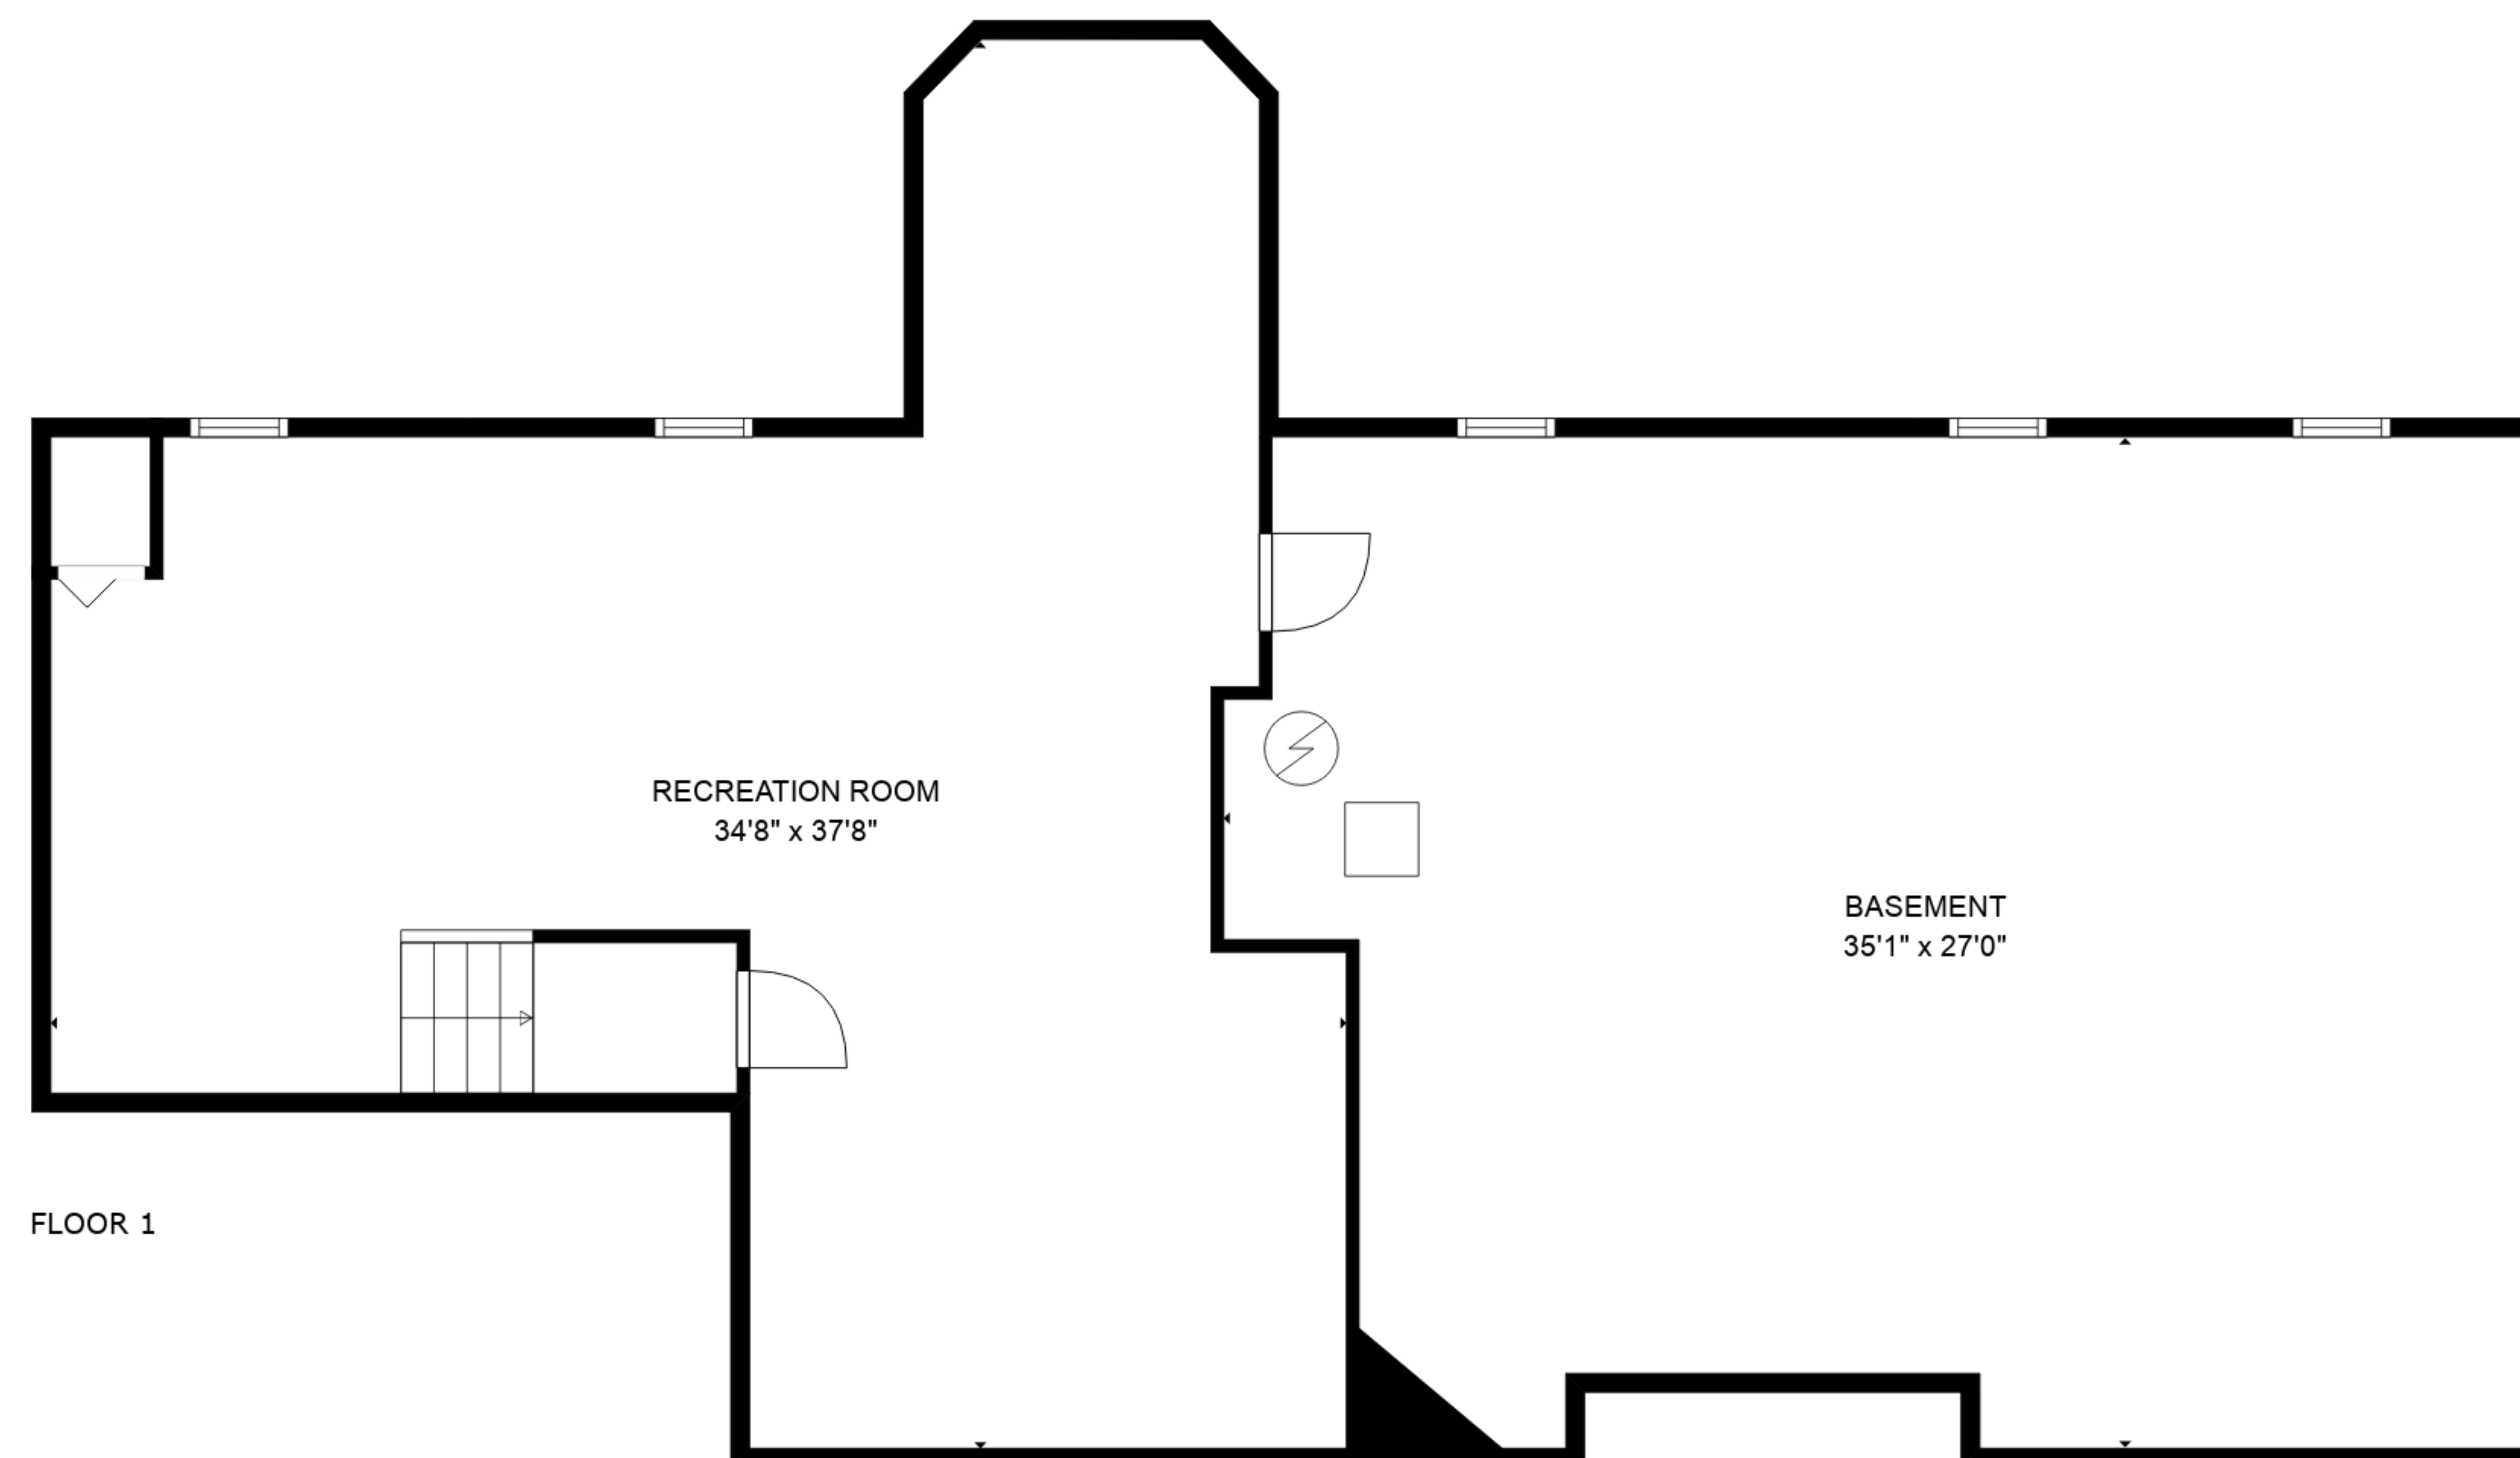 RECREATION ROOM
34'8" x 37'8"
BASEMENT
35'1" x 27'0"
FLOOR 1